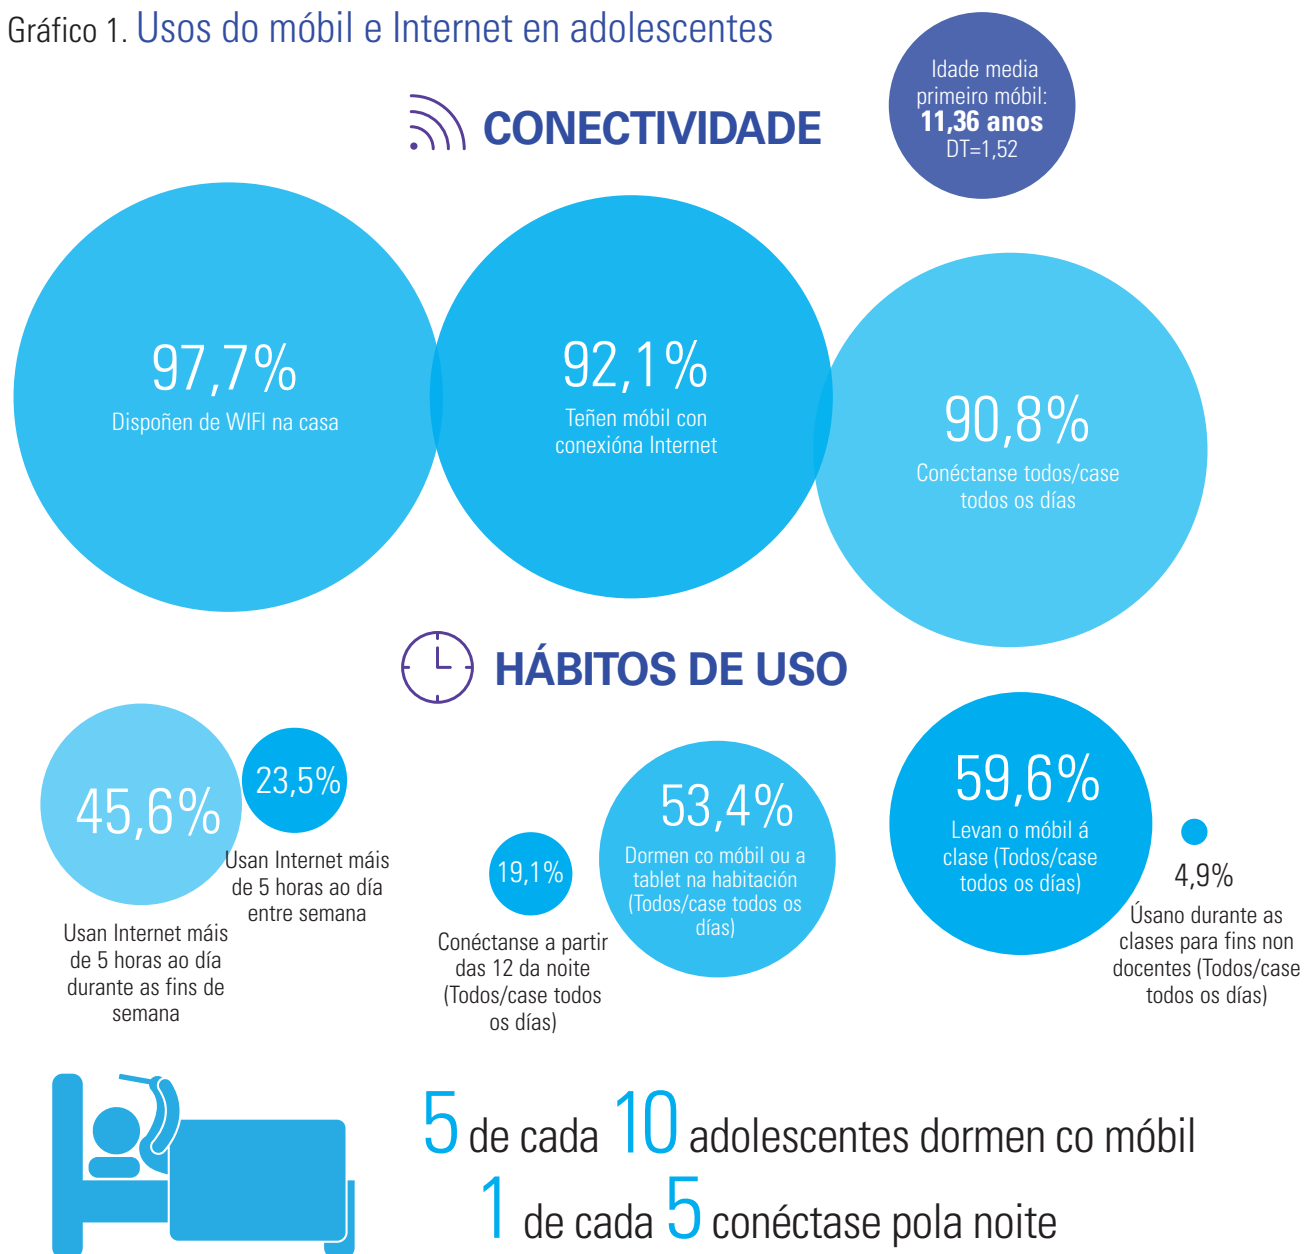 Gráfico 1. Usos do móbil e Internet en adolescentes
Idade media
primeiro móbil:
11,36 anos
DT=1,52
CONECTIVIDADE
97,7%
Dispoñen de WIFI na casa
92,1%
Teñen móbil con
conexióna Internet
90,8%
Conéctanse todos/case
todos os días
HÁBITOS DE USO
45,6%
Usan Internet máis
de 5 horas ao día
durante as fins de
semana
23,5%
Usan Internet máis
de 5 horas ao día
entre semana
19,1%
Conéctanse a partir
das 12 da noite
(Todos/case todos
os días)
53,4%
Dormen co móbil ou a
tablet na habitación
(Todos/case todos os
días)
59,6%
Levan o móbil á
clase (Todos/case
todos os días)
4,9%
Úsano durante as
clases para fins non
docentes (Todos/case
todos os días)
5 de cada 10 adolescentes dormen co móbil
1 de cada 5 conéctase pola noite